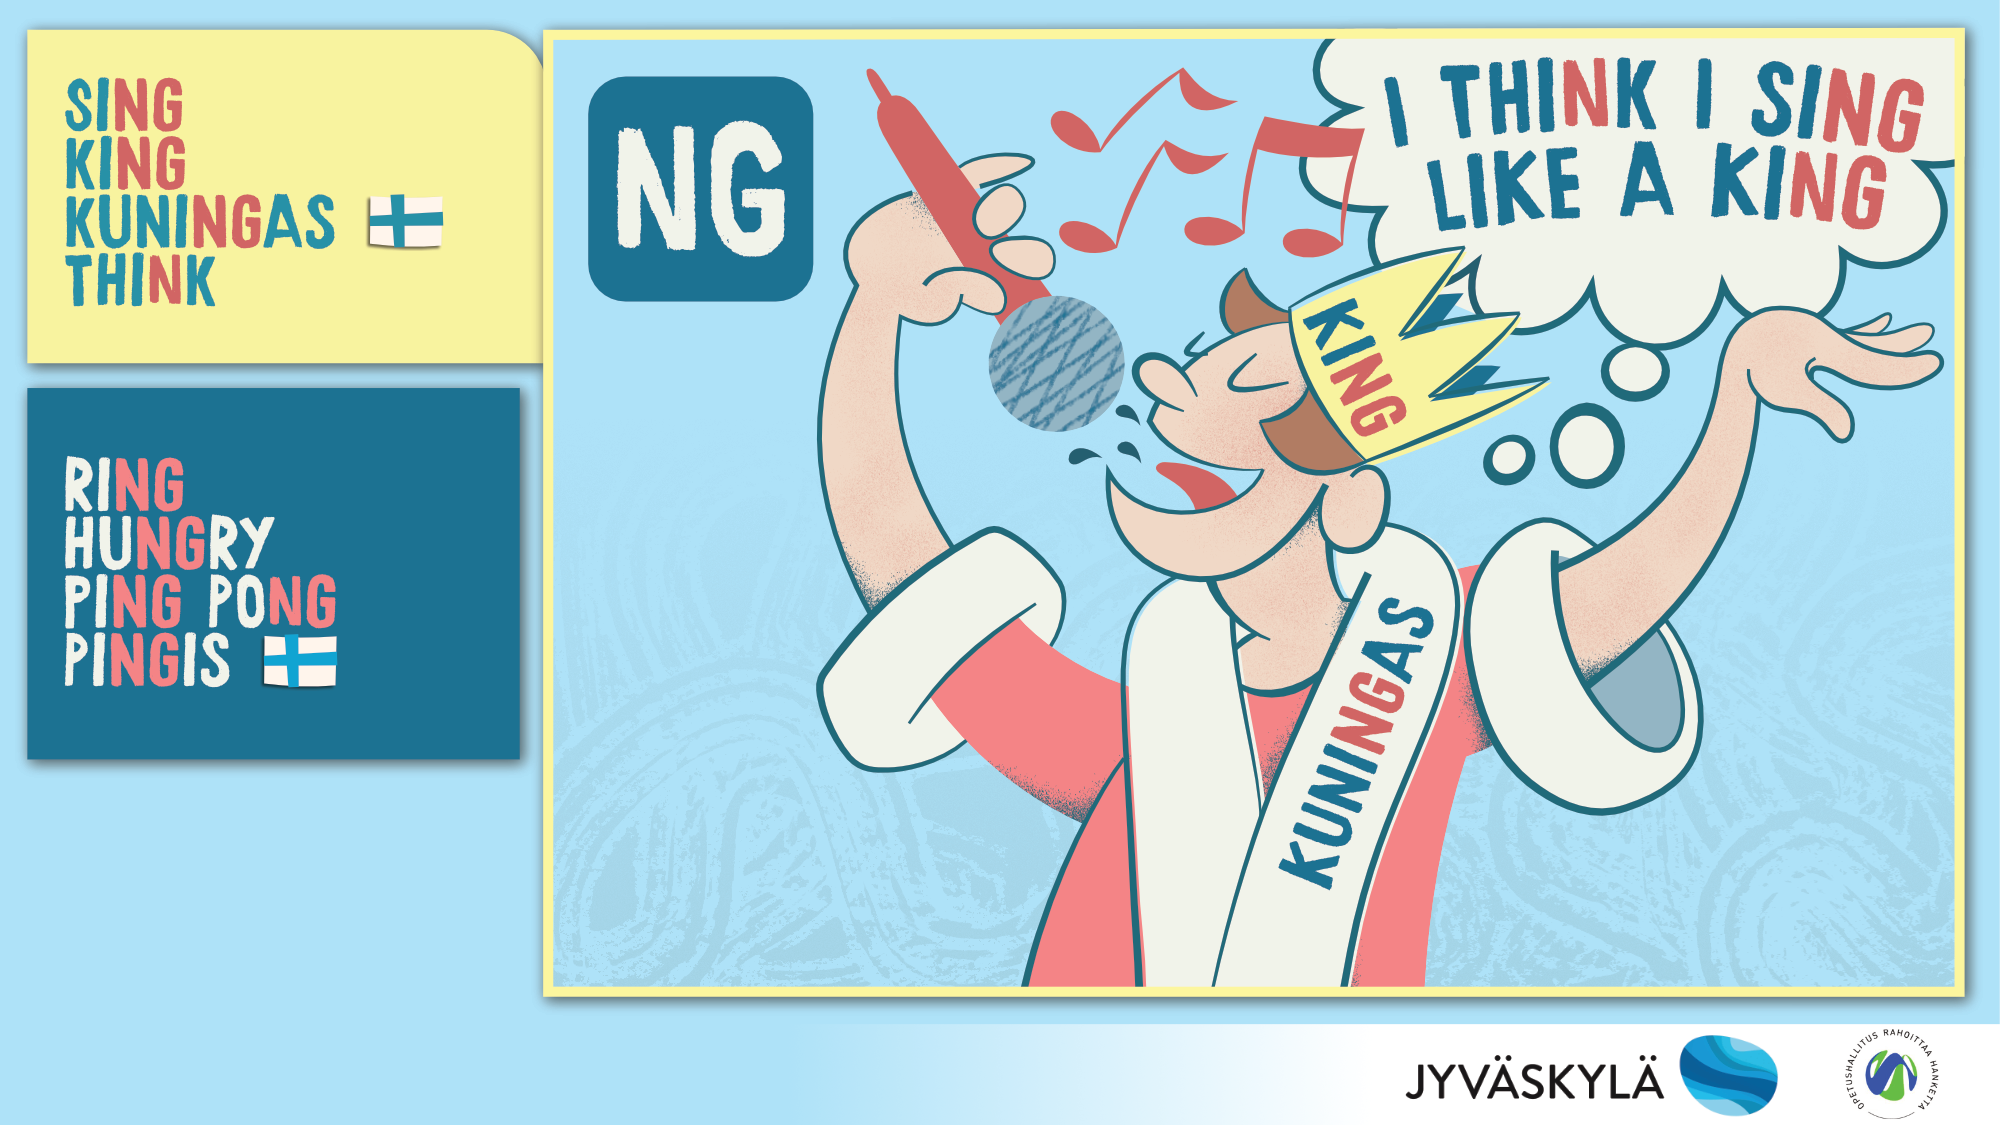 SING
KING
KUNINGAS
THINK
RING
HUNGRY
PING PONG
PINGIS
NG
I THINK I SING
LIKE A KING
KING
KUNINGAS
JYVÄSKYLÄ
OPETUSHALLITUS RAHOITTAA HANKETTA